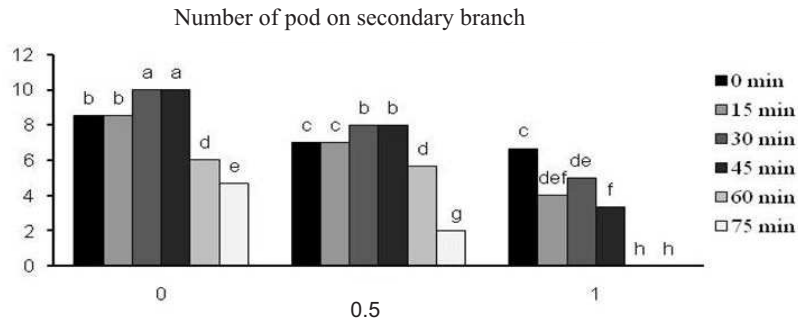 Number of pod on secondary branch
12
10
8
6
4
2
0
b b a a d e
c c b b d g
c def de f h h
0
0.5
1
0 min
15 min
30 min
45 min
60 min
75 min